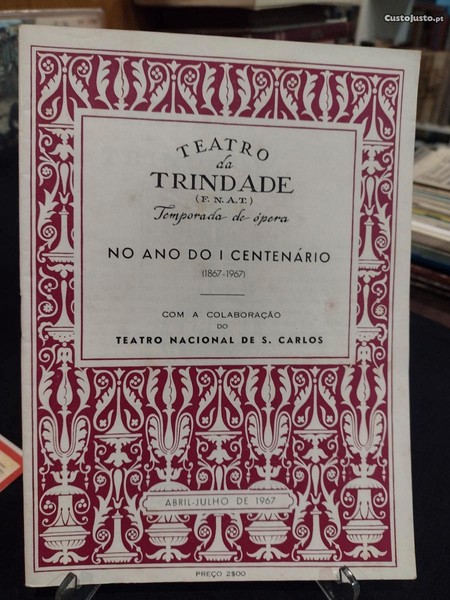 CustoJusto.pt
TEATRO
da
TRINDADE
(F. N. A. T.)
Temporada de ópera
NO ANO DO I CENTENÁRIO
(1867-1967)
COM A COLABORAÇÃO
DO
TEATRO NACIONAL DE S. CARLOS
ABRIL-JULHO DE 1967
PREÇO 2$00